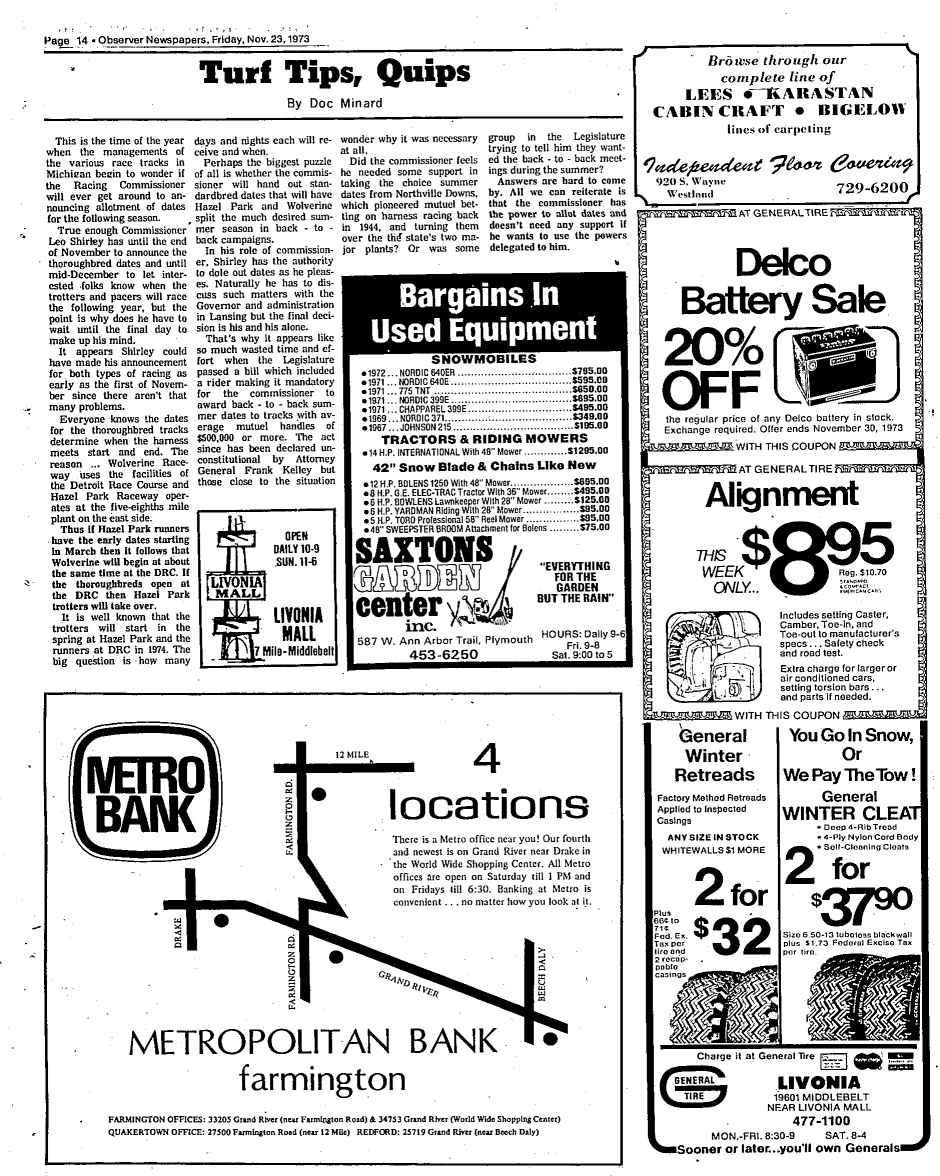 Page 14 • Observer Newspapers, Friday, Nov. 23, 1973
Turf Tips, Quips
By Doc Minard
This is the time of the year
when the managements of
the various race tracks in
Michigan begin to wonder if
the Racing Commissioner
will ever get around to an-
nouncing allotment of dates
for the following season.
True enough Commissioner
Leo Shirley has until the end
of November to announce the
thoroughbred dates and until
mid-December to let inter-
ested folks know when the
trotters and pacers will race
the following year, but the
point is why does he have to
wait until the final day to
make up his mind.
It appears Shirley could
have made his announcement
for both types of racing as
early as the first of Novem-
ber since there aren't that
many problems.
Everyone knows the dates
for the thoroughbred tracks
determine when the harness
meets start and end. The
reason ... Wolverine Race-
way uses the facilities of
the Detroit Race Course and
Hazel Park Raceway oper-
ates at the five-eighths mile
plant on the east side.
Thus if Hazel Park runners
have the early dates starting
in March then it follows that
Wolverine will begin at about
the same time at the DRC. If
the thoroughbreds open at
the DRC then Hazel Park
trotters will take over.
It is well known that the
trotters will start in the
spring at Hazel Park and the
runners at DRC in 1974. The
big question is how many
days and nights each will re-
ceive and when.
Perhaps the biggest puzzle
of all is whether the commis-
sioner will hand out stan-
dardbred dates that will have
Hazel Park and Wolverine
split the much desired sum-
mer season in back - to -
back campaigns.
In his role of commission-
er, Shirley has the authority
to dole out dates as he pleas-
es. Naturally he has to dis-
cuss such matters with the
Governor and administration
in Lansing but the final deci-
sion is his and his alone.
That's why it appears like
so much wasted time and ef-
fort when the Legislature
passed a bill which included
a rider making it mandatory
for the commissioner to
award back - to - back sum-
mer dates to tracks with av-
erage mutuel handles of
$500,000 or more. The act
since has been declared un-
constitutional by Attorney
General Frank Kelley but
those close to the situation
wonder why it was necessary
at all.
Did the commissioner feels
he needed some support in
taking the choice summer
dates from Northville Downs,
which pioneered mutuel bet-
ting on harness racing back
in 1944, and turning them
over the the state's two ma-
jor plants? Or was some
group in the Legislature
trying to tell him they want-
ed the back - to - back meet-
ings during the summer?
Answers are hard to come
by. All we can reiterate is
that the commissioner has
the power to allot dates and
doesn't need any support if
he wants to use the powers
delegated to him.
OPEN
DAILY 10-9
SUN. 11-6
LIVONIA
MALL
LIVONIA
MALL
7 Mile-Middlebelt
Bargains In
Used Equipment
SNOWMOBILES
• 1972 ... NORDIC 640ER $795.00
• 1971 ... NORDIC 640E $595.00
• 1971 ... 775 TNT $650.00
• 1971 ... NORDIC 399E $695.00
• 1971 ... CHAPPAREL 399E $495.00
• 1969 ... NORDIC 371 $349.00
• 1967 ... JOHNSON 215 $195.00
TRACTORS & RIDING MOWERS
• 14 H.P. INTERNATIONAL With 48" Mower $1295.00
42" Snow Blade & Chains Like New
• 12 H.P. BOLENS 1250 With 48" Mower $695.00
• 8 H.P. G.E. ELEC-TRAC Tractor With 36" Mower $495.00
• 6 H.P. BOWLENS Lawnkeeper With 28" Mower $125.00
• 6 H.P. YARDMAN Riding With 28" Mower $95.00
• 5 H.P. TORO Professional 58" Reel Mower $95.00
• 48" SWEEPSTER BROOM Attachment for Bolens $75.00
SAXTONS
GARDEN
center
inc.
"EVERYTHING
FOR THE
GARDEN
BUT THE RAIN"
587 W. Ann Arbor Trail, Plymouth
453-6250
HOURS: Daily 9-6
Fri. 9-8
Sat. 9:00 to 5
Browse through our
complete line of
LEES • KARASTAN
CABIN CRAFT • BIGELOW
lines of carpeting
Independent Floor Covering
920 S. Wayne
Westland
729-6200
AT GENERAL TIRE
Delco
Battery Sale
20%
OFF
the regular price of any Delco battery in stock.
Exchange required. Offer ends November 30, 1973
WITH THIS COUPON
AT GENERAL TIRE
Alignment
THIS
WEEK
ONLY...
$8 95
Reg. $10.70
STANDARD
& COMPACT
AMERICAN CARS
Includes setting Caster,
Camber, Toe-in, and
Toe-out to manufacturer's
specs ... Safety check
and road test.
Extra charge for larger or
air conditioned cars,
setting torsion bars ...
and parts if needed.
WITH THIS COUPON
General
Winter
Retreads
Factory Method Retreads
Applied to Inspected
Casings
ANY SIZE IN STOCK
WHITEWALLS $1 MORE
2 for
$32
Plus
66¢ to
71¢
Fed. Ex.
Tax per
tire and
2 recap-
pable
casings
You Go In Snow,
Or
We Pay The Tow!
General
WINTER CLEAT
• Deep 4-Rib Tread
• 4-Ply Nylon Cord Body
• Self-Cleaning Cleats
2 for
$37 90
Size 6.50-13 tubeless blackwall
plus $1.73 Federal Excise Tax
per tire.
Charge it at General Tire
GENERAL
TIRE
LIVONIA
19601 MIDDLEBELT
NEAR LIVONIA MALL
477-1100
MON.-FRI. 8:30-9 SAT. 8-4
Sooner or later...you'll own Generals
METRO
BANK
12 MILE
FARMINGTON RD.
DRAKE
FARMINGTON RD.
GRAND RIVER
BEECH DALY
4
locations
There is a Metro office near you! Our fourth
and newest is on Grand River near Drake in
the World Wide Shopping Center. All Metro
offices are open on Saturday till 1 PM and
on Fridays till 6:30. Banking at Metro is
convenient ... no matter how you look at it.
METROPOLITAN BANK
farmington
FARMINGTON OFFICES: 33205 Grand River (near Farmington Road) & 34753 Grand River (World Wide Shopping Center)
QUAKERTOWN OFFICE: 27500 Farmington Road (near 12 Mile) REDFORD: 25719 Grand River (near Beech Daly)